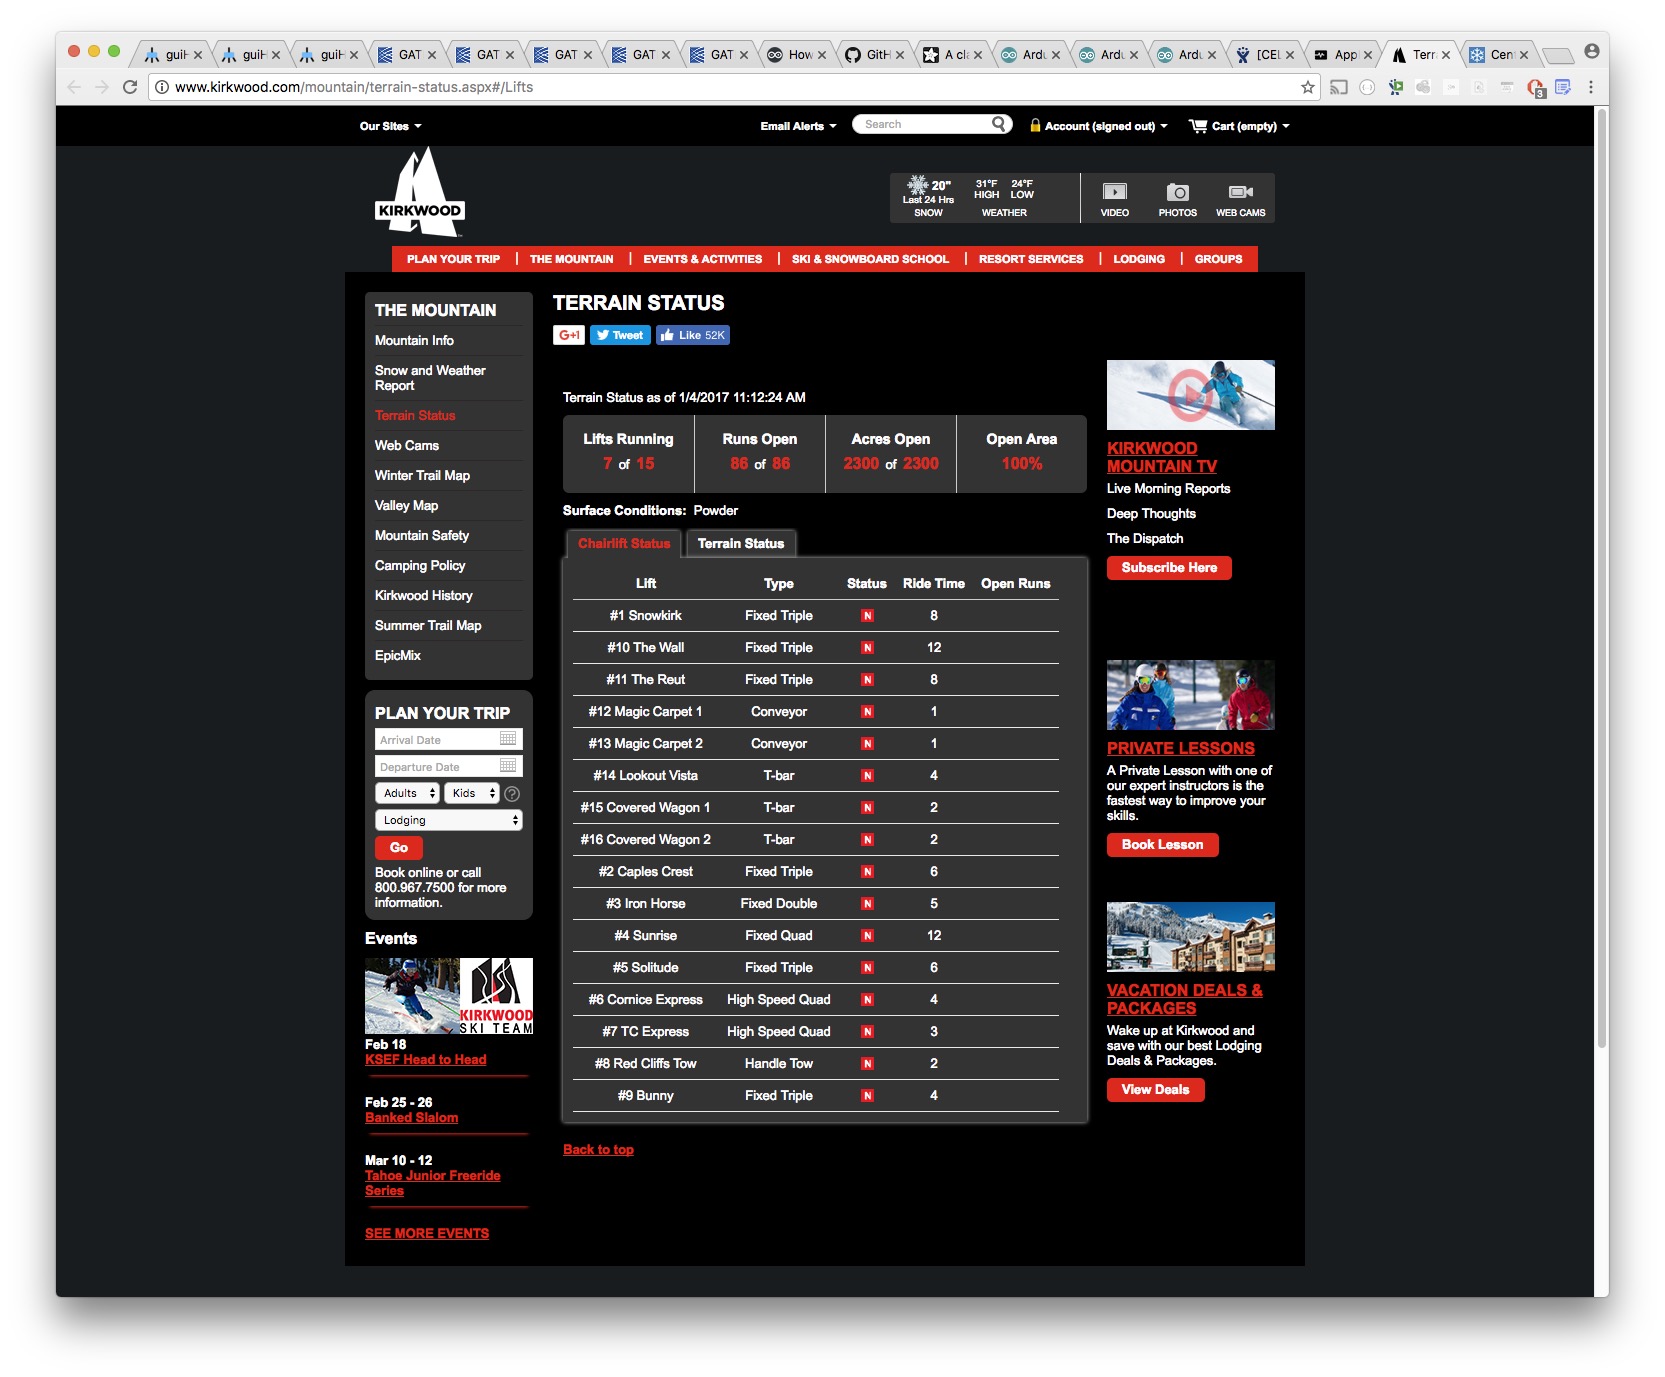 guiH
guiH
guiH
GAT
GAT
GAT
GAT
GAT
How
GitH
A cl
Ardu
Ardu
Ardu
[CEL
App
Terr
Cent
www.kirkwood.com/mountain/terrain-status.aspx#/Lifts
3
Our Sites
Email Alerts
Search
Account (signed out)
Cart (empty)
KIRKWOOD
20"
Last 24 Hrs
SNOW
31°F
HIGH
24°F
LOW
WEATHER
VIDEO
PHOTOS
WEB CAMS
PLAN YOUR TRIP | THE MOUNTAIN | EVENTS & ACTIVITIES | SKI & SNOWBOARD SCHOOL | RESORT SERVICES | LODGING | GROUPS
THE MOUNTAIN
Mountain Info
Snow and Weather
Report
Terrain Status
Web Cams
Winter Trail Map
Valley Map
Mountain Safety
Camping Policy
Kirkwood History
Summer Trail Map
EpicMix
PLAN YOUR TRIP
Arrival Date
Departure Date
Adults
Kids
?
Lodging
Go
Book online or call
800.967.7500 for more
information.
Events
KIRKWOOD
SKI TEAM
Feb 18
KSEF Head to Head
Feb 25 - 26
Banked Slalom
Mar 10 - 12
Tahoe Junior Freeride
Series
SEE MORE EVENTS
TERRAIN STATUS
G+1
Tweet
Like 52K
Terrain Status as of 1/4/2017 11:12:24 AM
Lifts Running
7 of 15
Runs Open
86 of 86
Acres Open
2300 of 2300
Open Area
100%
Surface Conditions: Powder
Chairlift Status
Terrain Status
Lift Type Status Ride Time Open Runs
#1 Snowkirk Fixed Triple N 8
#10 The Wall Fixed Triple N 12
#11 The Reut Fixed Triple N 8
#12 Magic Carpet 1 Conveyor N 1
#13 Magic Carpet 2 Conveyor N 1
#14 Lookout Vista T-bar N 4
#15 Covered Wagon 1 T-bar N 2
#16 Covered Wagon 2 T-bar N 2
#2 Caples Crest Fixed Triple N 6
#3 Iron Horse Fixed Double N 5
#4 Sunrise Fixed Quad N 12
#5 Solitude Fixed Triple N 6
#6 Cornice Express High Speed Quad N 4
#7 TC Express High Speed Quad N 3
#8 Red Cliffs Tow Handle Tow N 2
#9 Bunny Fixed Triple N 4
Back to top
KIRKWOOD
MOUNTAIN TV
Live Morning Reports
Deep Thoughts
The Dispatch
Subscribe Here
PRIVATE LESSONS
A Private Lesson with one of
our expert instructors is the
fastest way to improve your
skills.
Book Lesson
VACATION DEALS &
PACKAGES
Wake up at Kirkwood and
save with our best Lodging
Deals & Packages.
View Deals